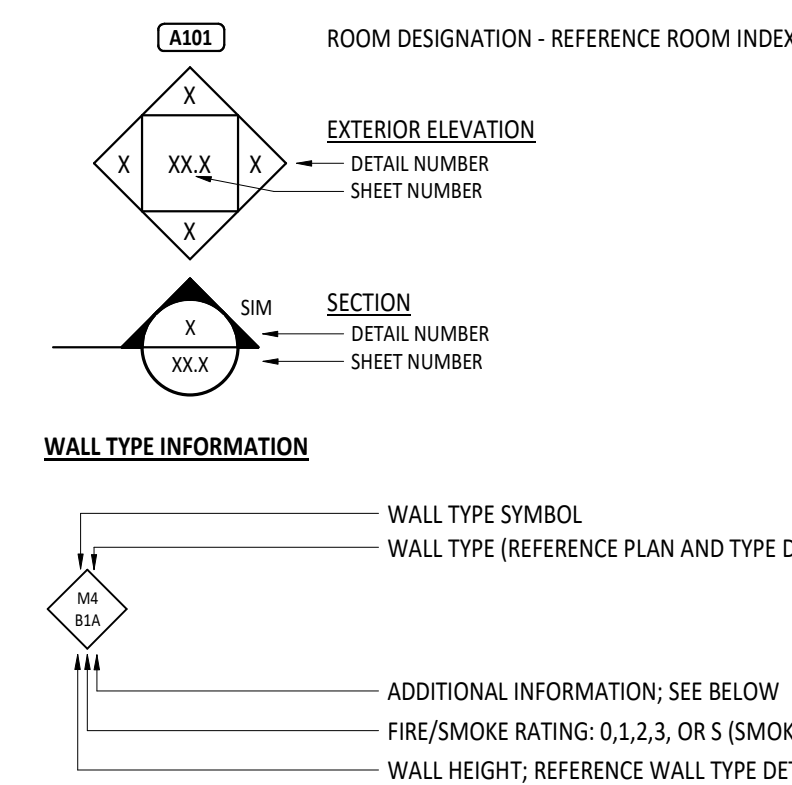 A101 ROOM DESIGNATION - REFERENCE ROOM INDEX
X
EXTERIOR ELEVATION
X XX.X X DETAIL NUMBER
SHEET NUMBER
X
SIM SECTION
X DETAIL NUMBER
XX.X SHEET NUMBER
WALL TYPE INFORMATION
WALL TYPE SYMBOL
WALL TYPE (REFERENCE PLAN AND TYPE D
M4
B1A
ADDITIONAL INFORMATION; SEE BELOW
FIRE/SMOKE RATING: 0,1,2,3, OR S (SMOK
WALL HEIGHT; REFERENCE WALL TYPE DET